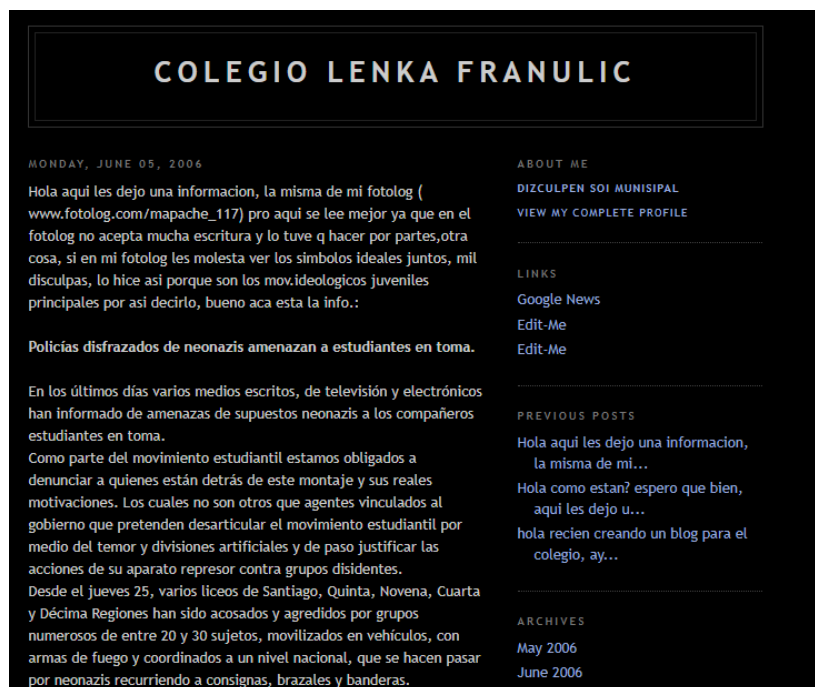 COLEGIO LENKA FRANULIC
MONDAY, JUNE 05, 2006
Hola aqui les dejo una informacion, la misma de mi fotolog (
www.fotolog.com/mapache_117) pro aqui se lee mejor ya que en el
fotolog no acepta mucha escritura y lo tuve q hacer por partes,otra
cosa, si en mi fotolog les molesta ver los simbolos ideales juntos, mil
disculpas, lo hice asi porque son los mov.ideologicos juveniles
principales por asi decirlo, bueno aca esta la info.:
Policías disfrazados de neonazis amenazan a estudiantes en toma.
En los últimos días varios medios escritos, de televisión y electrónicos
han informado de amenazas de supuestos neonazis a los compañeros
estudiantes en toma.
Como parte del movimiento estudiantil estamos obligados a
denunciar a quienes están detrás de este montaje y sus reales
motivaciones. Los cuales no son otros que agentes vinculados al
gobierno que pretenden desarticular el movimiento estudiantil por
medio del temor y divisiones artificiales y de paso justificar las
acciones de su aparato represor contra grupos disidentes.
Desde el jueves 25, varios liceos de Santiago, Quinta, Novena, Cuarta
y Décima Regiones han sido acosados y agredidos por grupos
numerosos de entre 20 y 30 sujetos, movilizados en vehículos, con
armas de fuego y coordinados a un nivel nacional, que se hacen pasar
por neonazis recurriendo a consignas, brazales y banderas.
ABOUT ME
DIZCULPEN SOI MUNISIPAL
VIEW MY COMPLETE PROFILE
LINKS
Google News
Edit-Me
Edit-Me
PREVIOUS POSTS
Hola aqui les dejo una informacion,
la misma de mi...
Hola como estan? espero que bien,
aqui les dejo u...
hola recien creando un blog para el
colegio, ay...
ARCHIVES
May 2006
June 2006